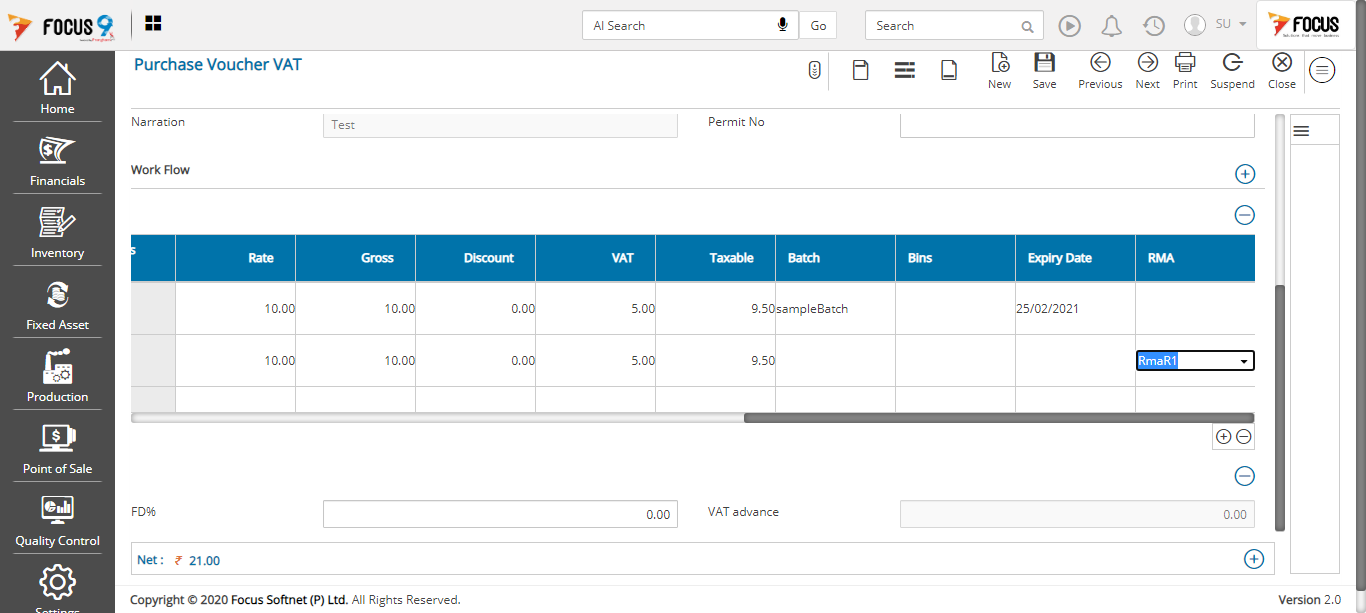 FOCUS 9
AI Search
Go
Search
SU
FOCUS
Purchase Voucher VAT
New
Save
Previous
Next
Print
Suspend
Close
Home
Financials
Inventory
Fixed Asset
Production
Point of Sale
Quality Control
Settings
Narration
Test
Permit No
Work Flow
s Rate Gross Discount VAT Taxable Batch Bins Expiry Date RMA
10.00 10.00 0.00 5.00 9.50 sampleBatch 25/02/2021
10.00 10.00 0.00 5.00 9.50 RmaR1
FD% 0.00 VAT advance 0.00
Net : ₹ 21.00
Copyright © 2020 Focus Softnet (P) Ltd. All Rights Reserved.
Version 2.0